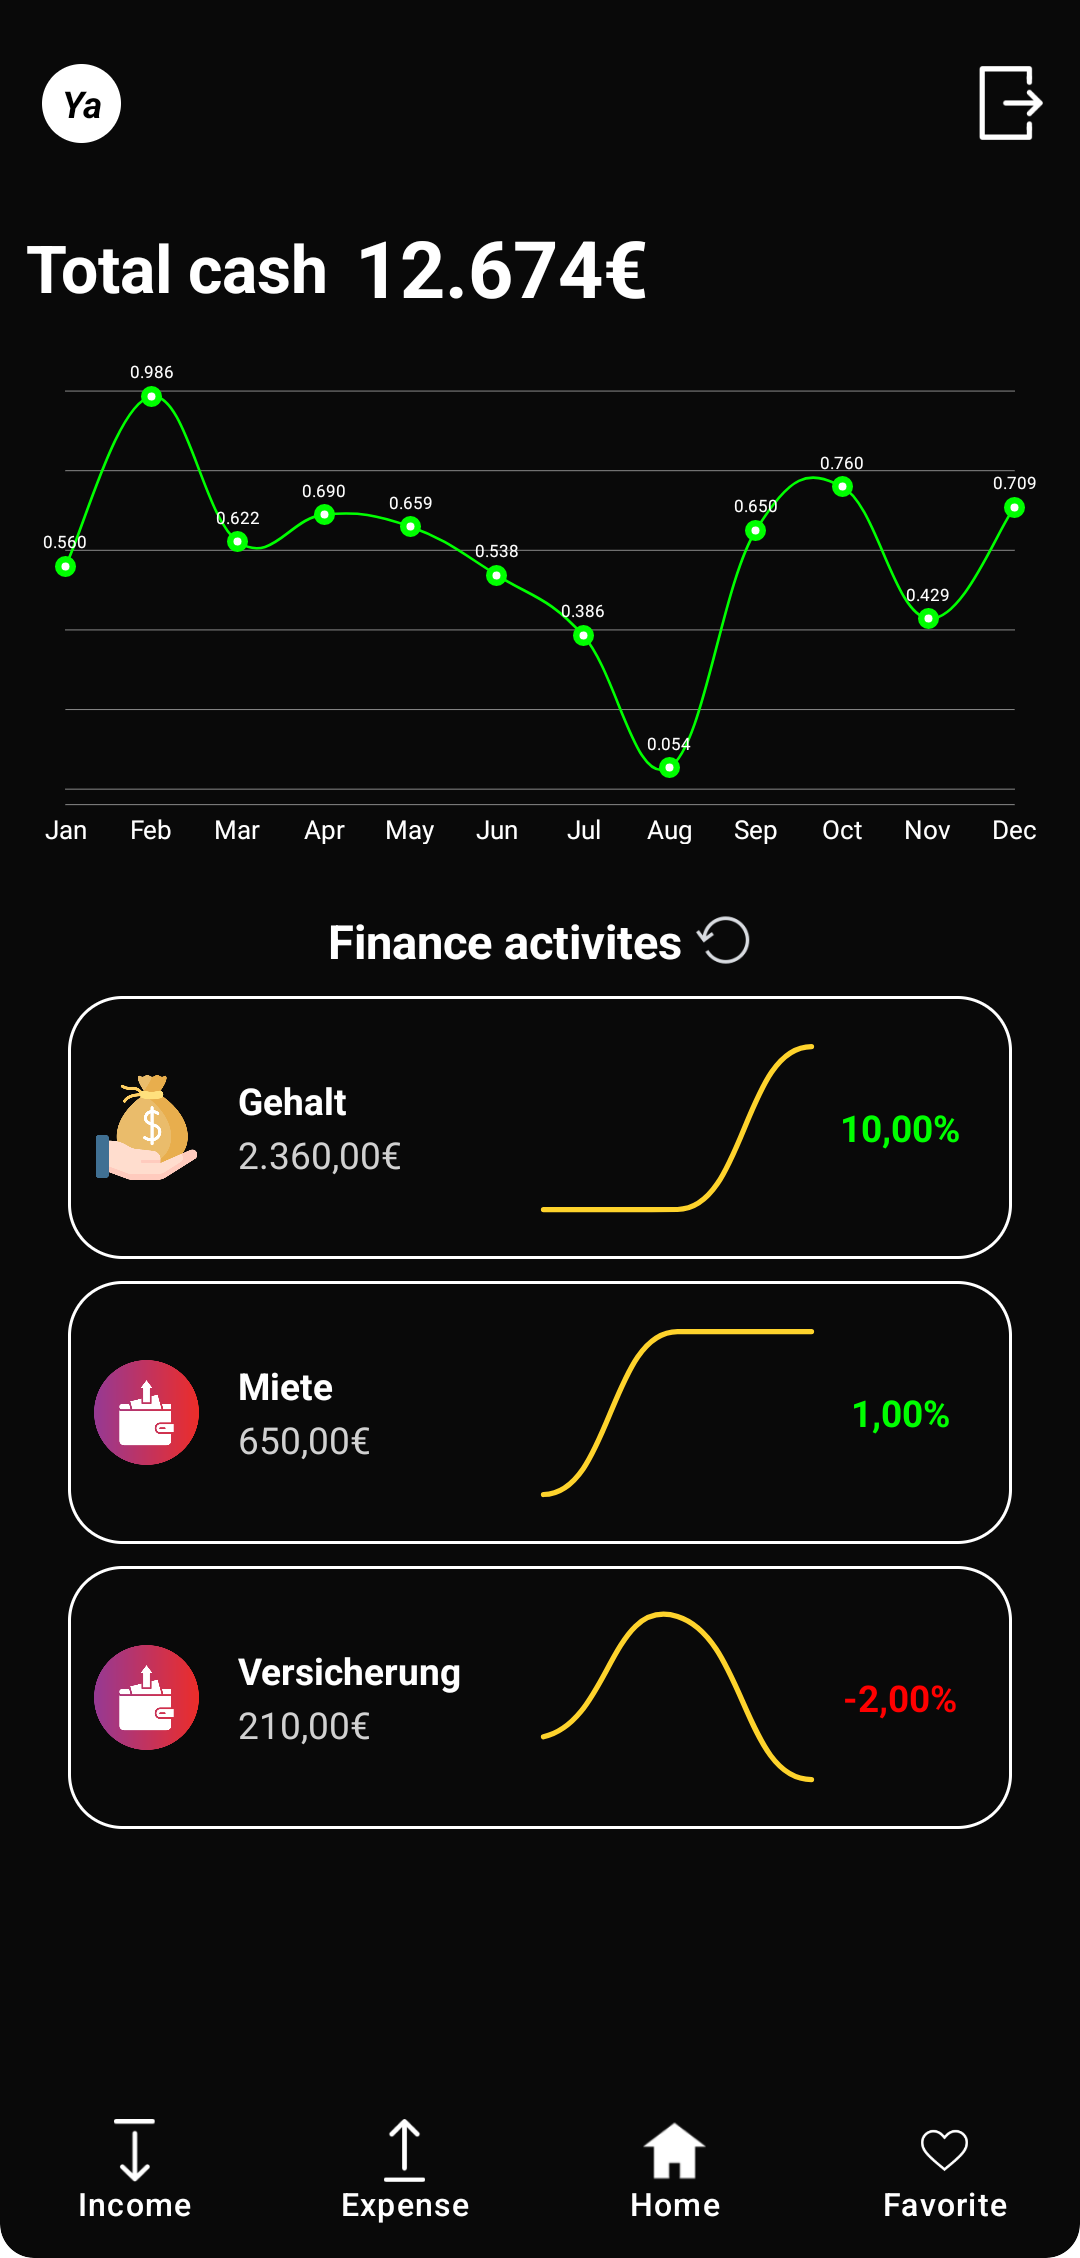 Ya
Total cash 12.674€
0.986
0.760
0.709
0.690
0.659
0.650
0.622
0.560
0.538
0.429
0.386
0.054
Jan Feb Mar Apr May Jun Jul Aug Sep Oct Nov Dec
Finance activites
Gehalt
2.360,00€
10,00%
Miete
650,00€
1,00%
Versicherung
210,00€
-2,00%
Income Expense Home Favorite